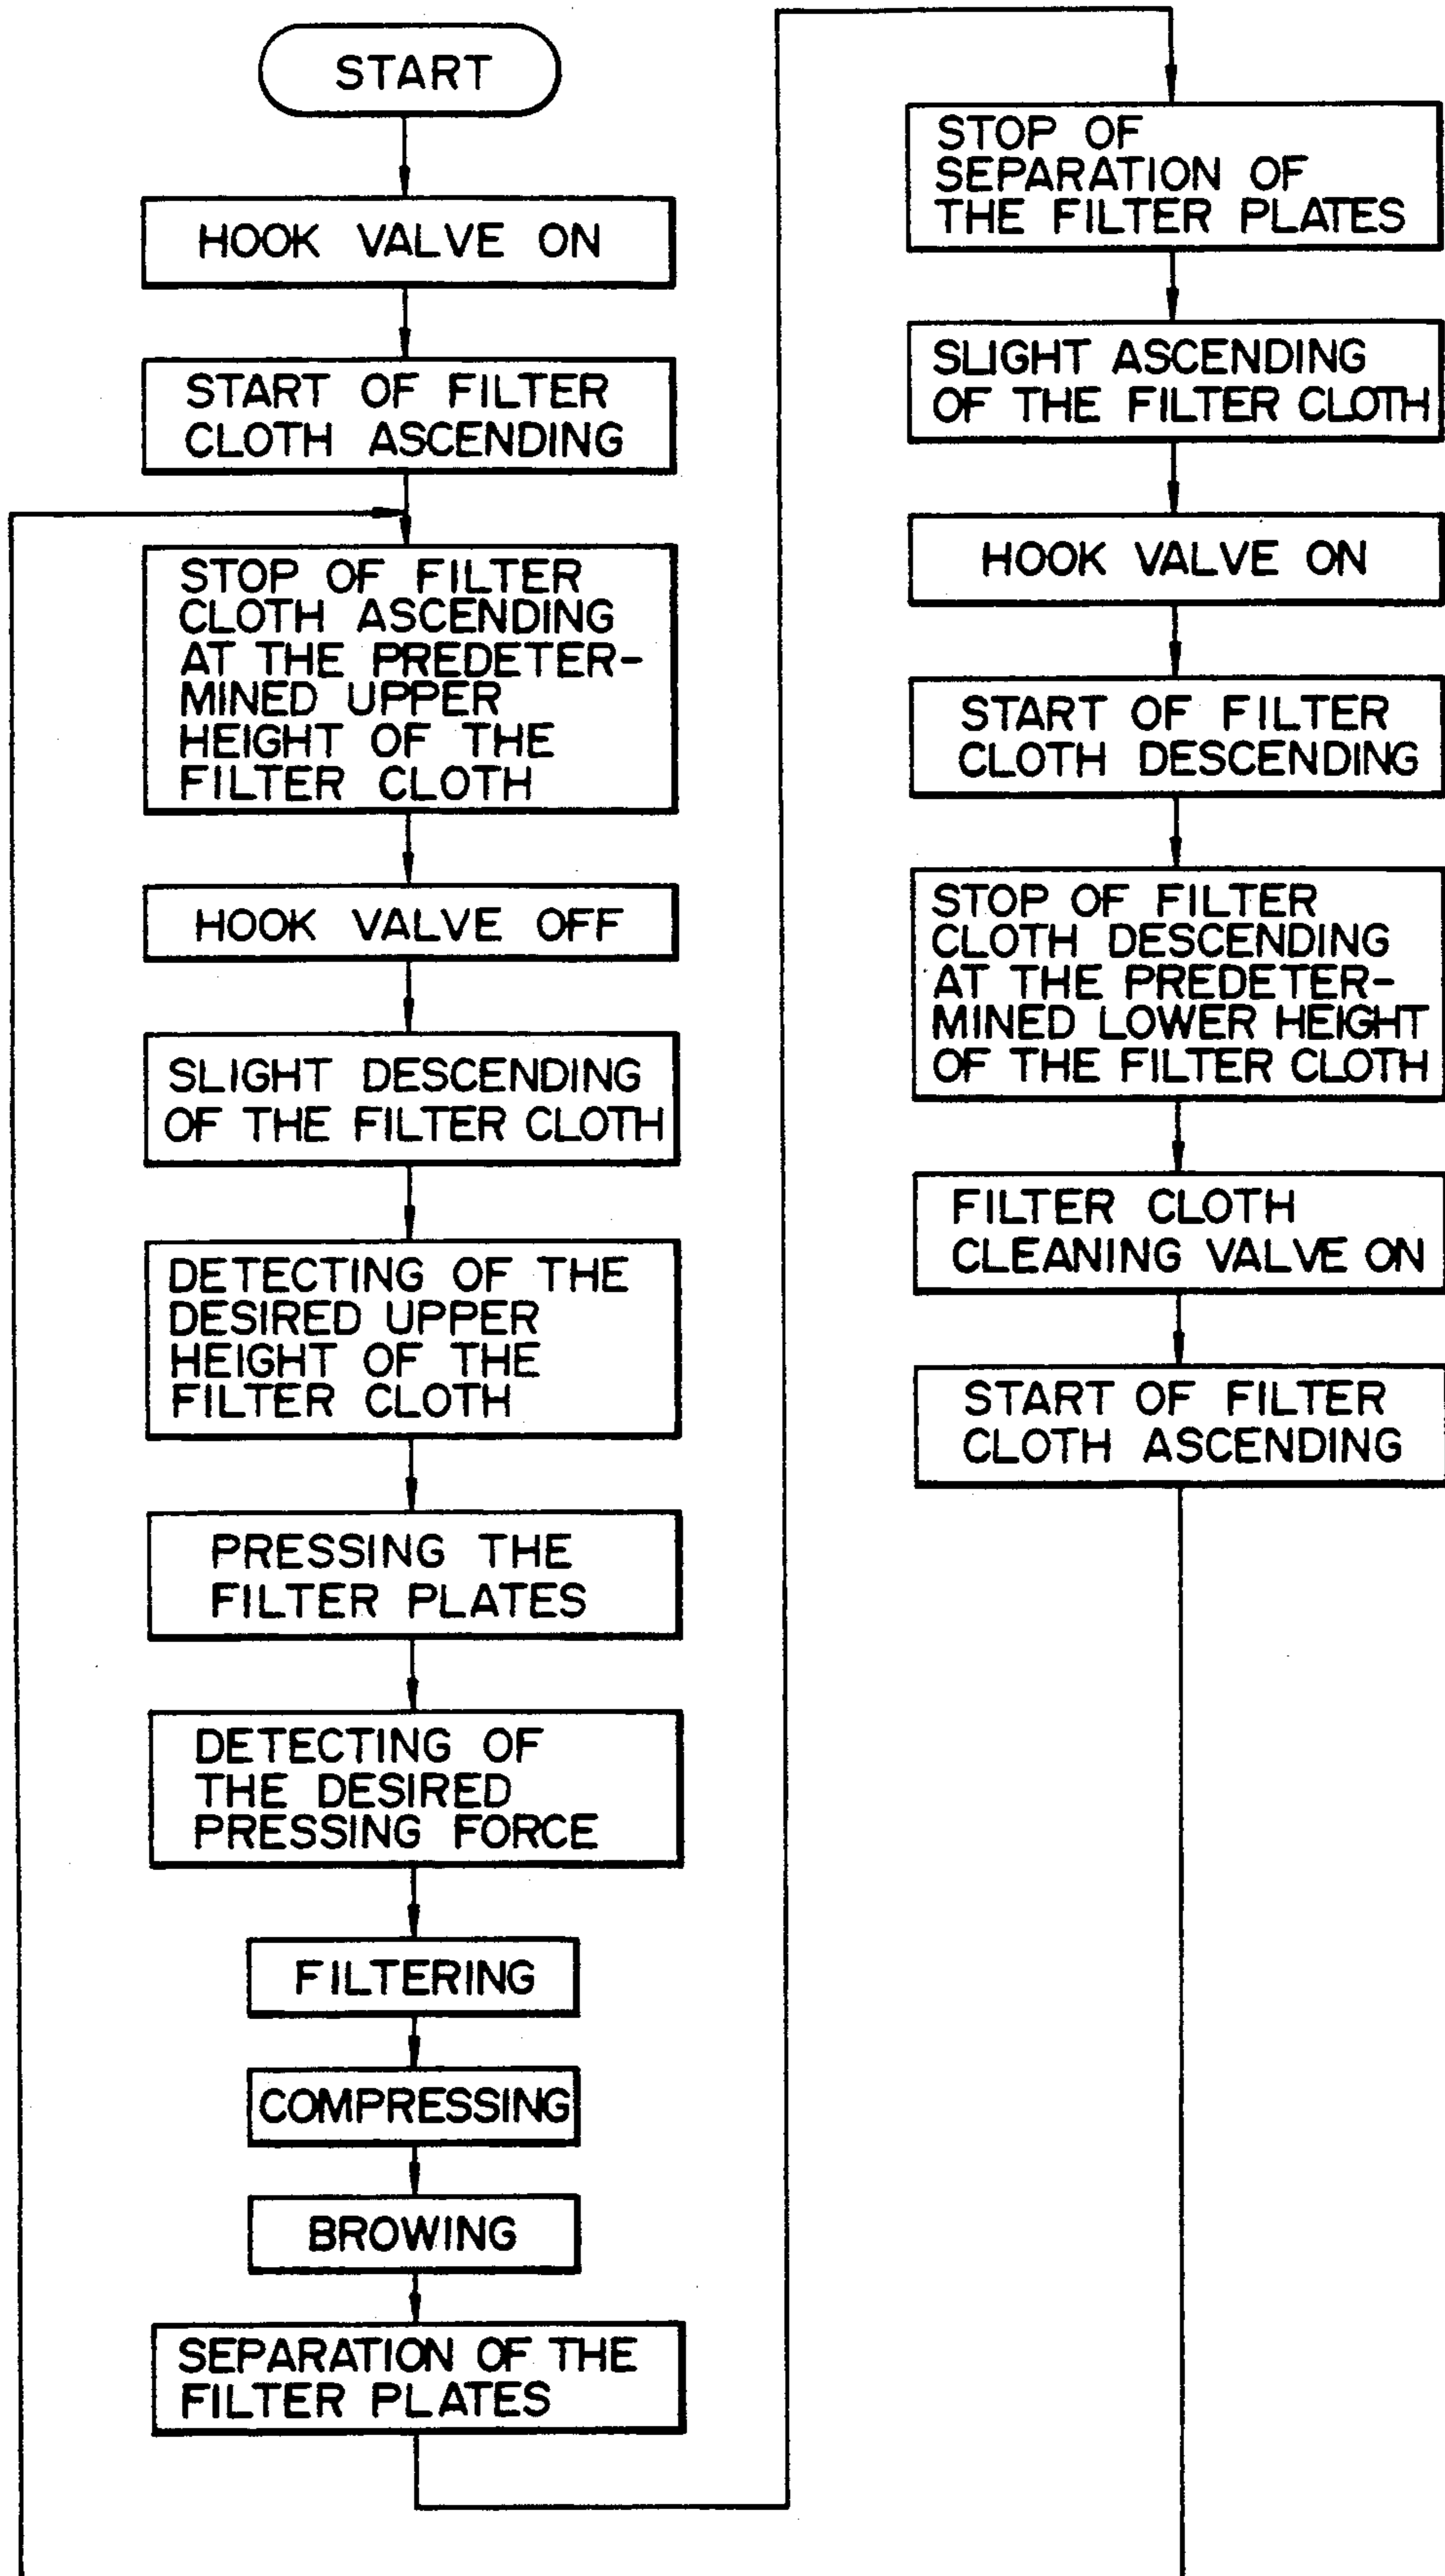 START
HOOK VALVE ON
START OF FILTER
CLOTH ASCENDING
STOP OF FILTER
CLOTH ASCENDING
AT THE PREDETER-
MINED UPPER
HEIGHT OF THE
FILTER CLOTH
HOOK VALVE OFF
SLIGHT DESCENDING
OF THE FILTER CLOTH
DETECTING OF THE
DESIRED UPPER
HEIGHT OF THE
FILTER CLOTH
PRESSING THE
FILTER PLATES
DETECTING OF
THE DESIRED
PRESSING FORCE
FILTERING
COMPRESSING
BROWING
SEPARATION OF THE
FILTER PLATES
STOP OF
SEPARATION OF
THE FILTER PLATES
SLIGHT ASCENDING
OF THE FILTER CLOTH
HOOK VALVE ON
START OF FILTER
CLOTH DESCENDING
STOP OF FILTER
CLOTH DESCENDING
AT THE PREDETER-
MINED LOWER HEIGHT
OF THE FILTER CLOTH
FILTER CLOTH
CLEANING VALVE ON
START OF FILTER
CLOTH ASCENDING